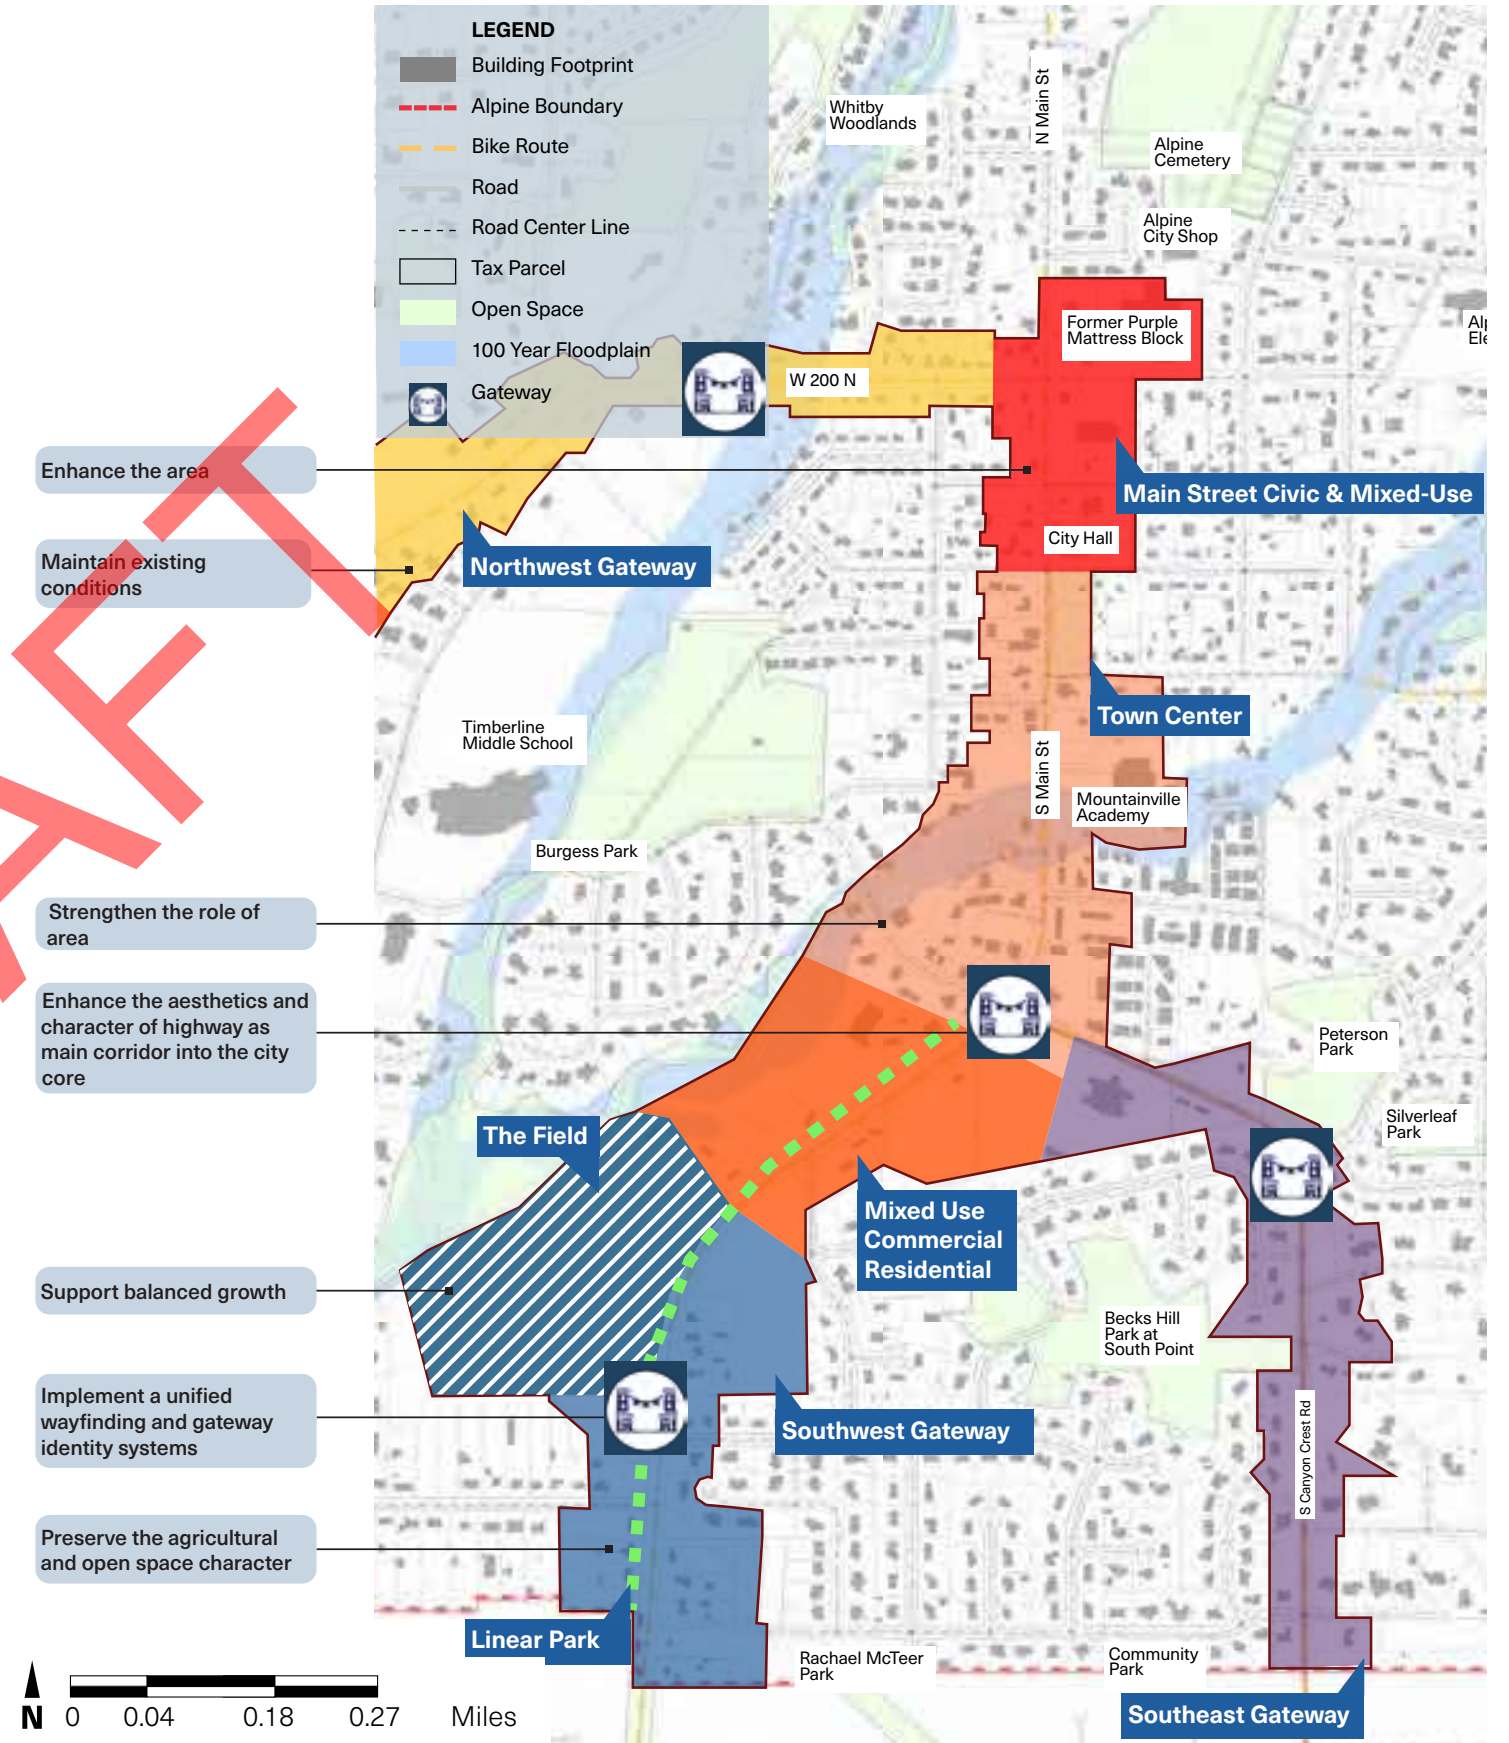 LEGEND
Building Footprint
Alpine Boundary
Bike Route
Road
Road Center Line
Tax Parcel
Open Space
100 Year Floodplain
Gateway
Whitby
Woodlands
N Main St
Alpine
Cemetery
Alpine
City Shop
Former Purple
Mattress Block
Alp
Ele
W 200 N
Enhance the area
Main Street Civic & Mixed-Use
City Hall
Maintain existing
conditions
Northwest Gateway
Town Center
Timberline
Middle School
S Main St
Mountainville
Academy
Burgess Park
Strengthen the role of
area
Enhance the aesthetics and
character of highway as
main corridor into the city
core
Peterson
Park
Silverleaf
Park
The Field
Mixed Use
Commercial
Residential
Support balanced growth
Becks Hill
Park at
South Point
Implement a unified
wayfinding and gateway
identity systems
Southwest Gateway
S Canyon Crest Rd
Preserve the agricultural
and open space character
Linear Park
Rachael McTeer
Park
Community
Park
Southeast Gateway
N 0 0.04 0.18 0.27 Miles
AFT